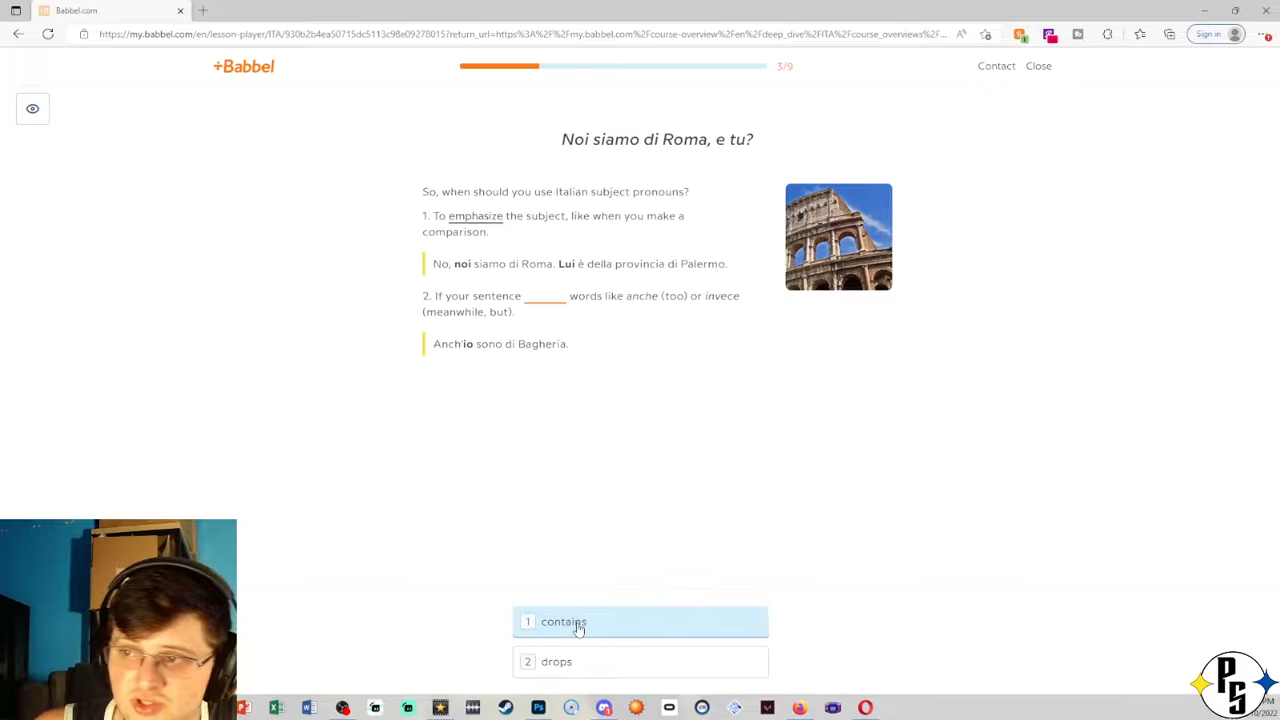 Babbel.com
https://my.babbel.com/en/lesson-player/ITA/930b2b4ea50715dc5113c98e09278015?return_url=https%3A%2F%2Fmy.babbel.com%2Fcourse-overview%2Fen%2Fdeep_dive%2FITA%2Fcourse_overviews%2F...
Sign in
+Babbel
3/9
Contact
Close
Noi siamo di Roma, e tu?
So, when should you use Italian subject pronouns?
1. To emphasize the subject, like when you make a
comparison.
No, noi siamo di Roma. Lui è della provincia di Palermo.
2. If your sentence ______ words like anche (too) or invece
(meanwhile, but).
Anch'io sono di Bagheria.
1 contains
2 drops
PS